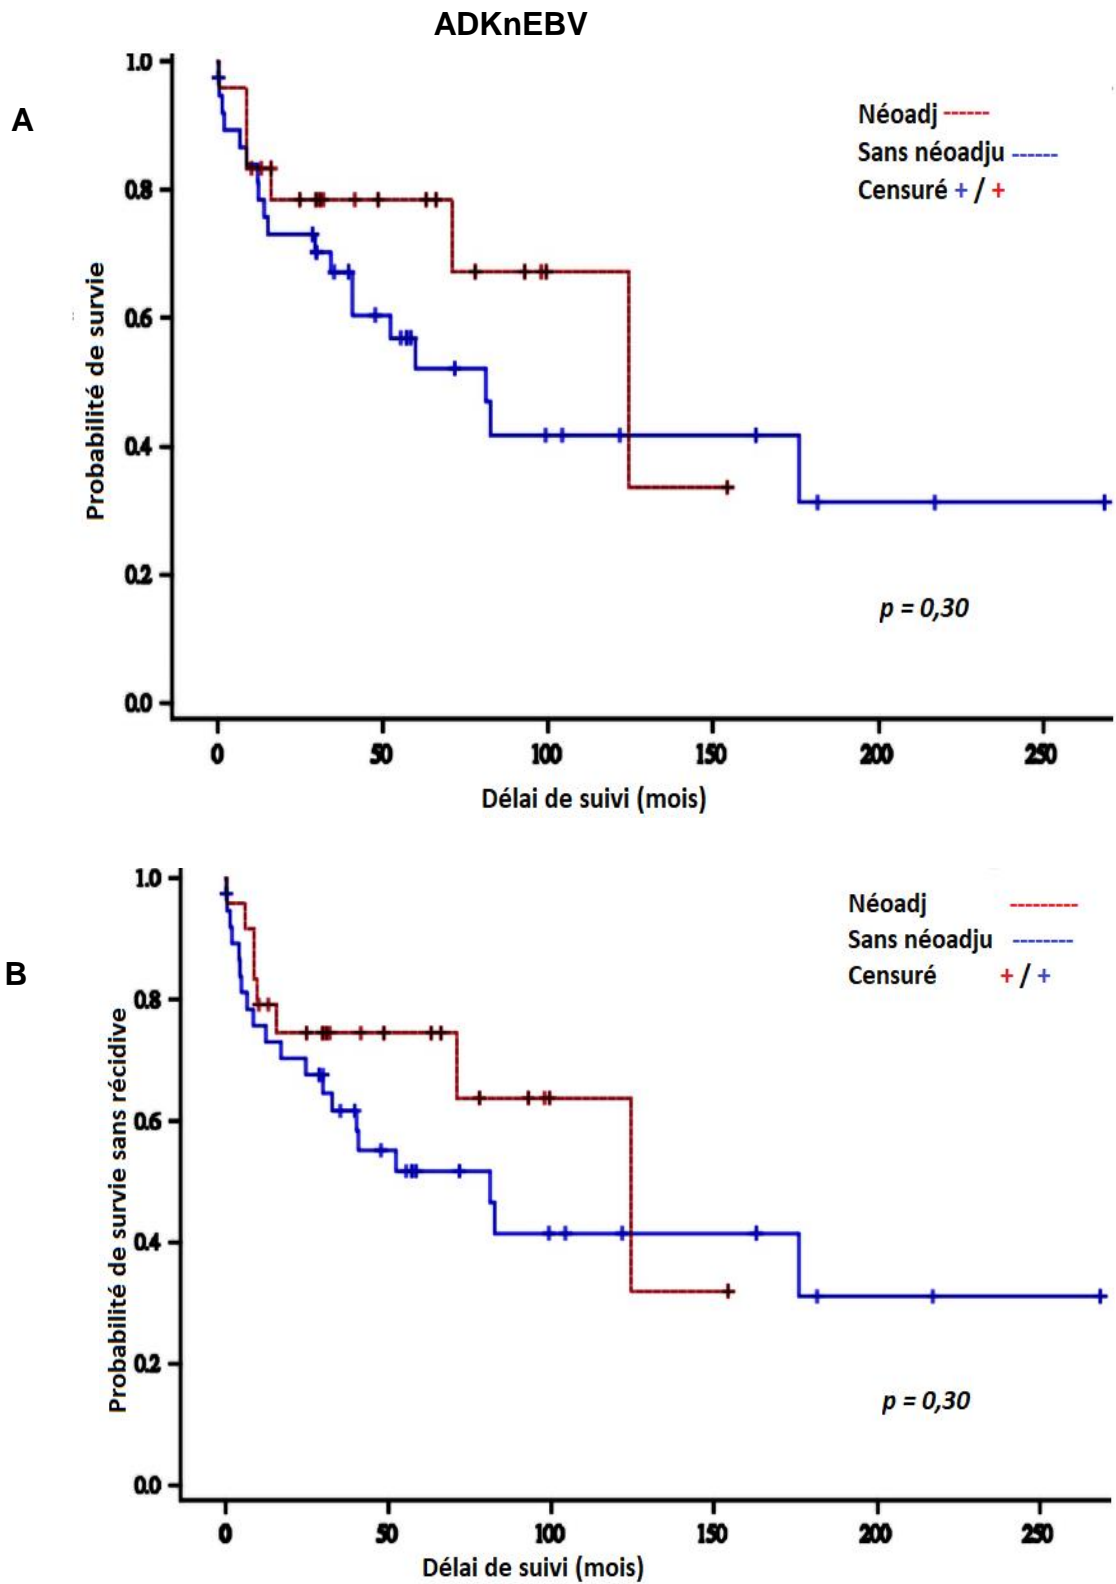 ADKnEBV
A
Probabilité de survie
1.0
0.8
0.6
0.4
0.2
0.0
Néoadj -------
Sans néoadju -------
Censuré + / +
p = 0,30
0 50 100 150 200 250
Délai de suivi (mois)
B
Probabilité de survie sans récidive
1.0
0.8
0.6
0.4
0.2
0.0
Néoadj ---------
Sans néoadju --------
Censuré + / +
p = 0,30
0 50 100 150 200 250
Délai de suivi (mois)